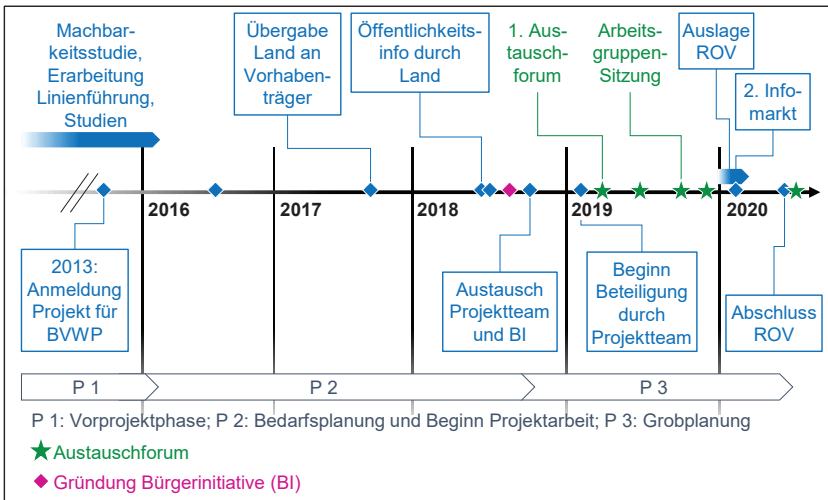 Machbar-
keitsstudie,
Erarbeitung
Linienführung,
Studien
Übergabe
Land an
Vorhaben-
träger
Öffentlichkeits-
info durch
Land
1. Aus-
tausch-
forum
Arbeits-
gruppen-
Sitzung
Auslage
ROV
2. Info-
markt
2016
2017
2018
2019
2020
2013:
Anmeldung
Projekt für
BVWP
Austausch
Projektteam
und BI
Beginn
Beteiligung
durch
Projektteam
Abschluss
ROV
P 1
P 2
P 3
P 1: Vorprojektphase; P 2: Bedarfsplanung und Beginn Projektarbeit; P 3: Grobplanung
Austauschforum
Gründung Bürgerinitiative (BI)